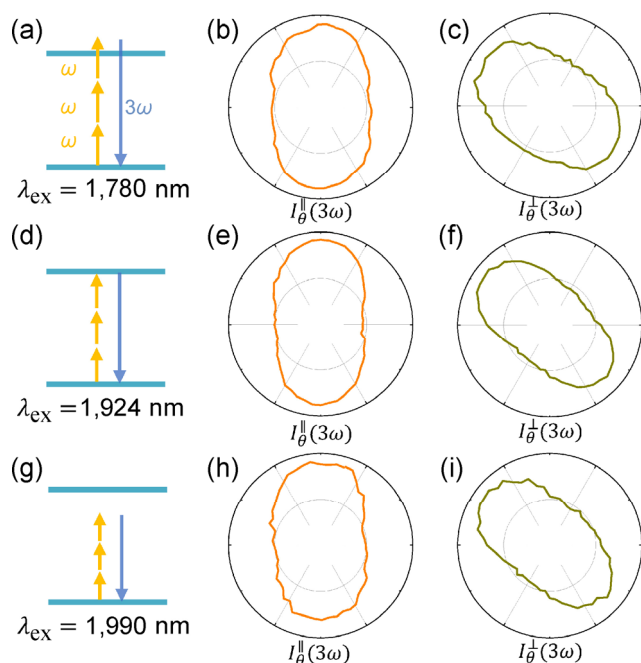 (a)
(b)
(c)
ω
ω
3ω
ω
λex = 1,780 nm
I∥θ(3ω)
I⊥θ(3ω)
(d)
(e)
(f)
λex =1,924 nm
I∥θ(3ω)
I⊥θ(3ω)
(g)
(h)
(i)
λex = 1,990 nm
I∥θ(3ω)
I⊥θ(3ω)